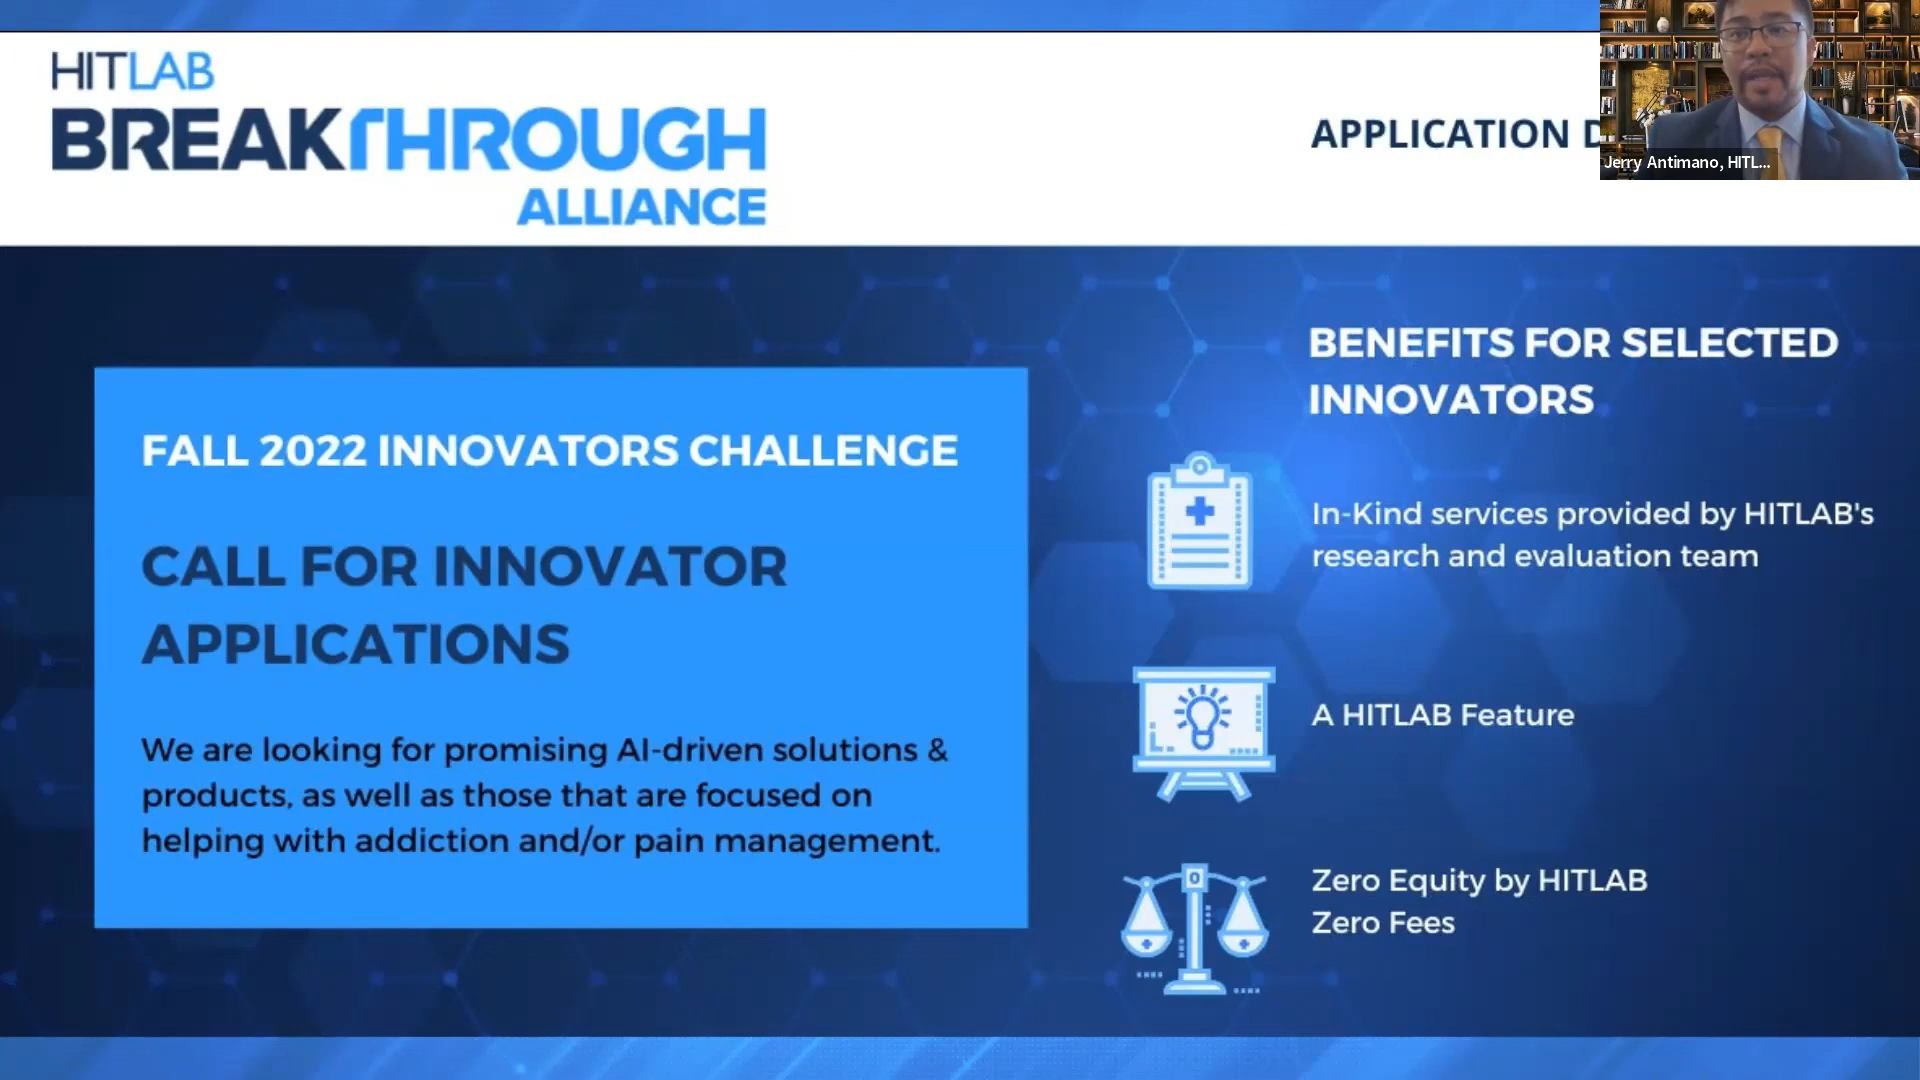 HITLAB
BREAKTHROUGH
ALLIANCE
APPLICATION
Jerry Antimano, HITL...
FALL 2022 INNOVATORS CHALLENGE
CALL FOR INNOVATOR
APPLICATIONS
We are looking for promising AI-driven solutions &
products, as well as those that are focused on
helping with addiction and/or pain management.
BENEFITS FOR SELECTED
INNOVATORS
In-Kind services provided by HITLAB's
research and evaluation team
A HITLAB Feature
0
Zero Equity by HITLAB
Zero Fees